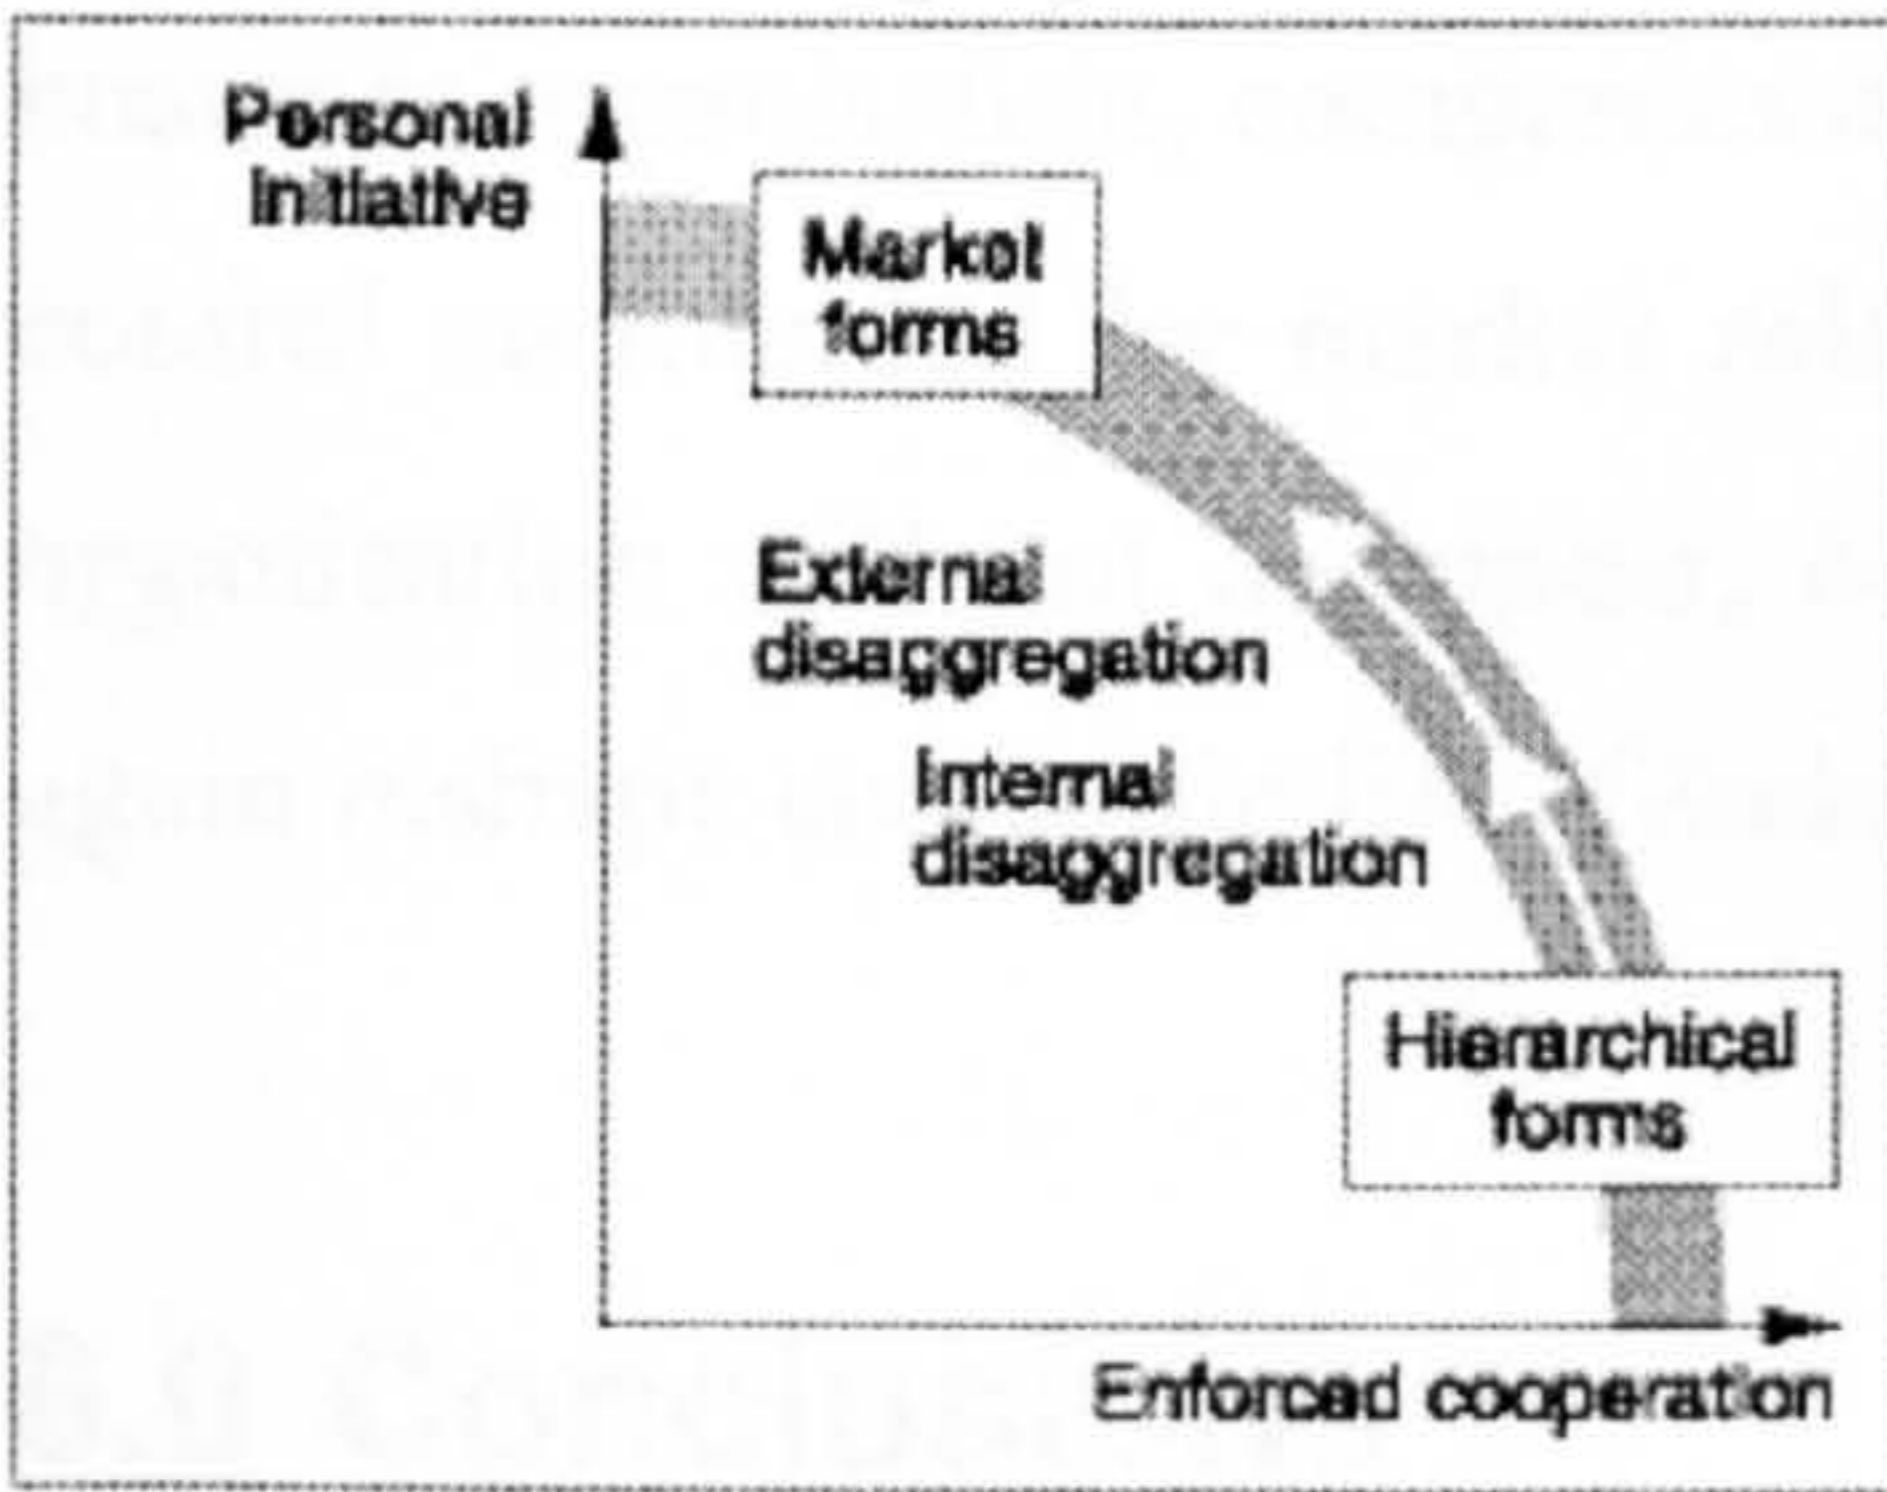 Personal
initiative
Market
forms
External
disaggregation
Internal
disaggregation
Hierarchical
forms
Enforced cooperation